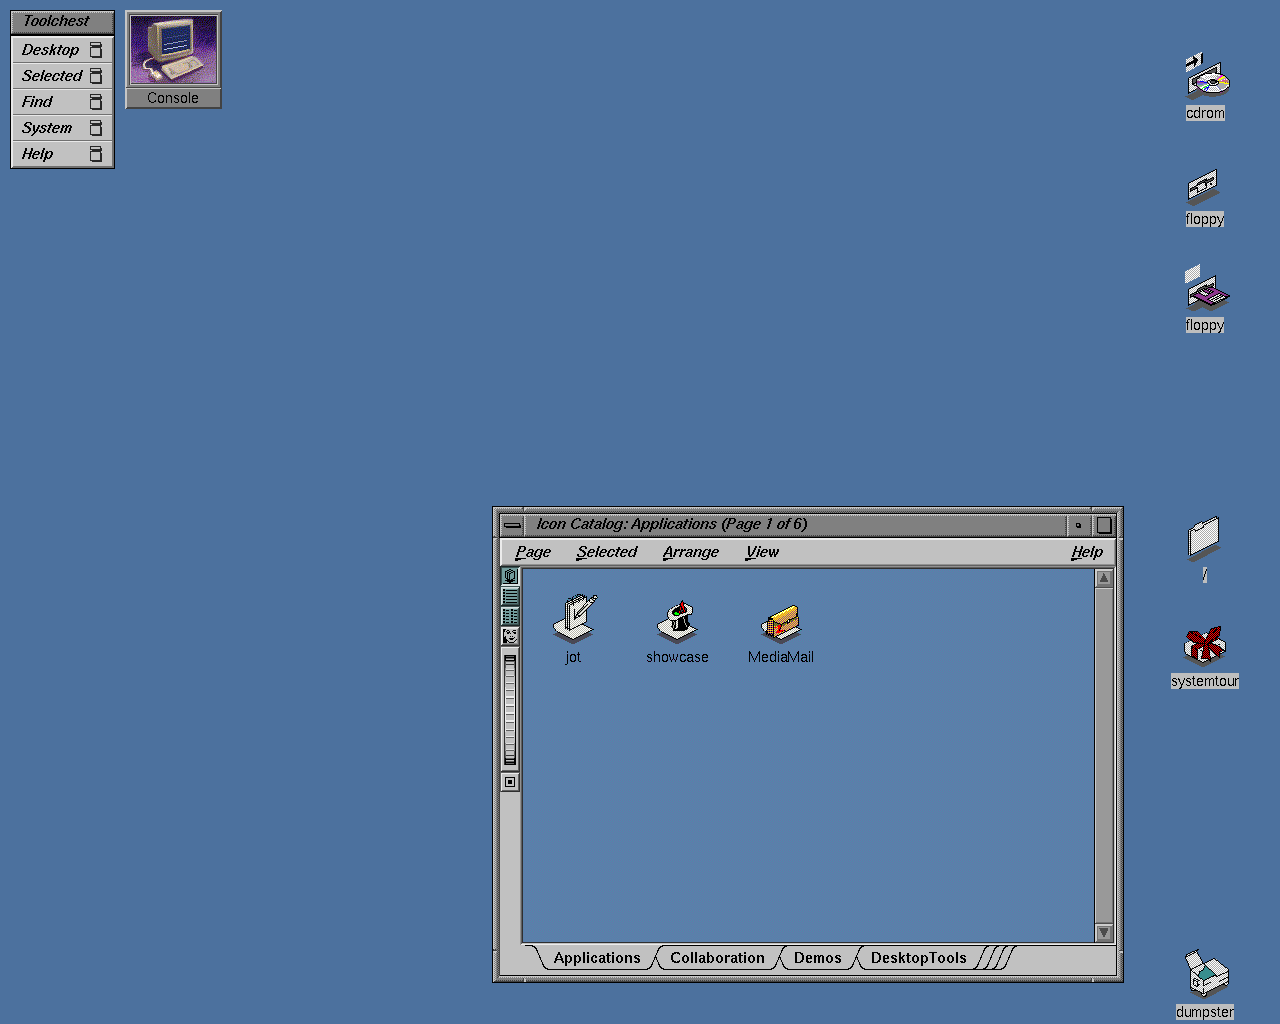 Toolchest
Desktop
Selected
Find
System
Help
Console
cdrom
floppy
floppy
/
systemtour
dumpster
Icon Catalog: Applications (Page 1 of 6)
Page Selected Arrange View Help
jot showcase MediaMail
Applications Collaboration Demos DesktopTools